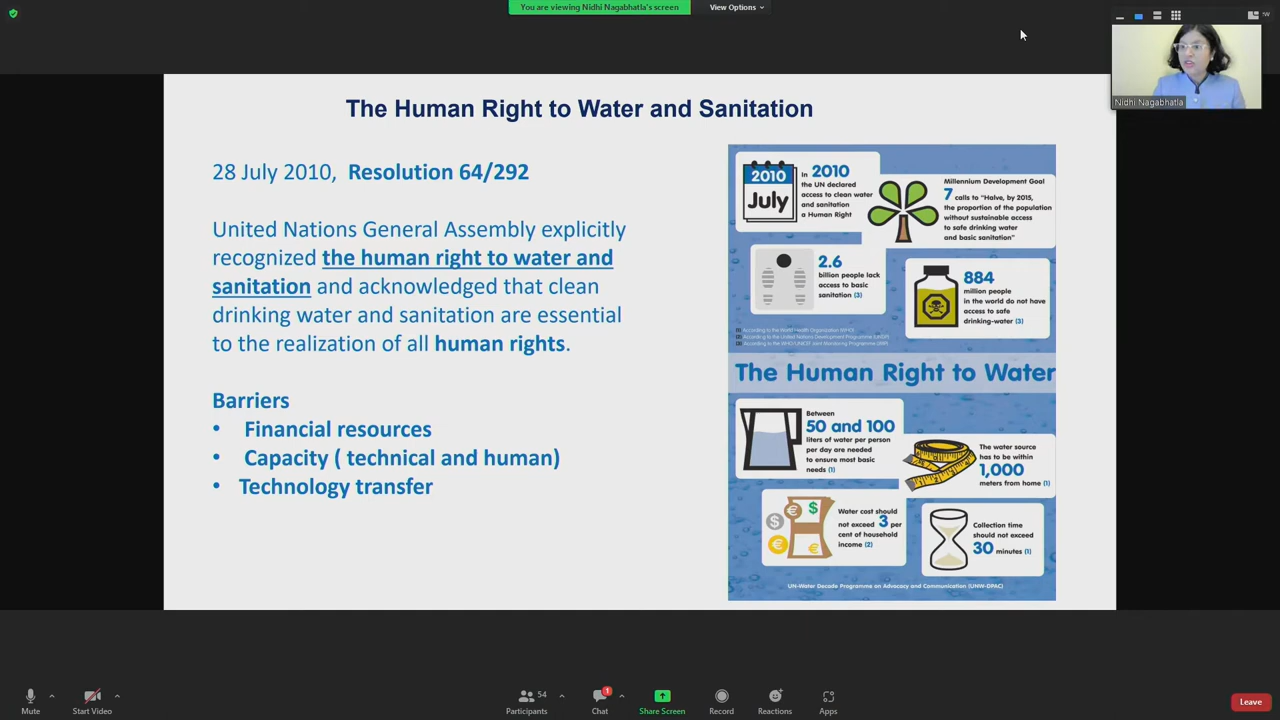 You are viewing Nidhi Nagabhatla's screen
View Options
Nidhi Nagabhatla
The Human Right to Water and Sanitation
28 July 2010, Resolution 64/292
United Nations General Assembly explicitly
recognized the human right to water and
sanitation and acknowledged that clean
drinking water and sanitation are essential
to the realization of all human rights.
Barriers
• Financial resources
• Capacity ( technical and human)
• Technology transfer
2010
July
In 2010
the UN declared
access to clean water
and sanitation
a Human Right
Millennium Development Goal
7 calls to "Halve, by 2015,
the proportion of the population
without sustainable access
to safe drinking water
and basic sanitation"
2.6
billion people lack
access to basic
sanitation (3)
884
million people
in the world do not have
access to safe
drinking-water (3)
(1) According to the World Health Organization (WHO)
(2) According to the United Nations Development Programme (UNDP)
(3) According to the WHO/UNICEF Joint Monitoring Programme (JMP)
The Human Right to Water
Between
50 and 100
liters of water per person
per day are needed
to ensure most basic
needs (1)
The water source
has to be within
1,000
meters from home (1)
Water cost should
not exceed 3 per
cent of household
income (2)
Collection time
should not exceed
30 minutes (1)
UN-Water Decade Programme on Advocacy and Communication (UNW-DPAC)
Mute
Start Video
54
Participants
1
Chat
Share Screen
Record
Reactions
Apps
Leave